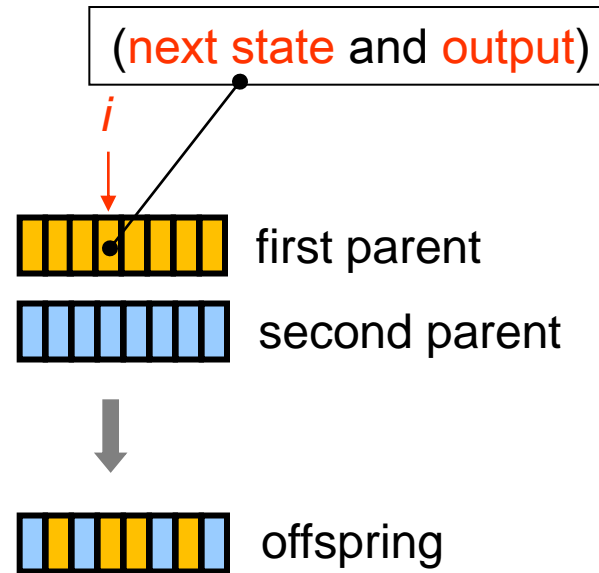 (next state and output)
i
first parent
second parent
offspring